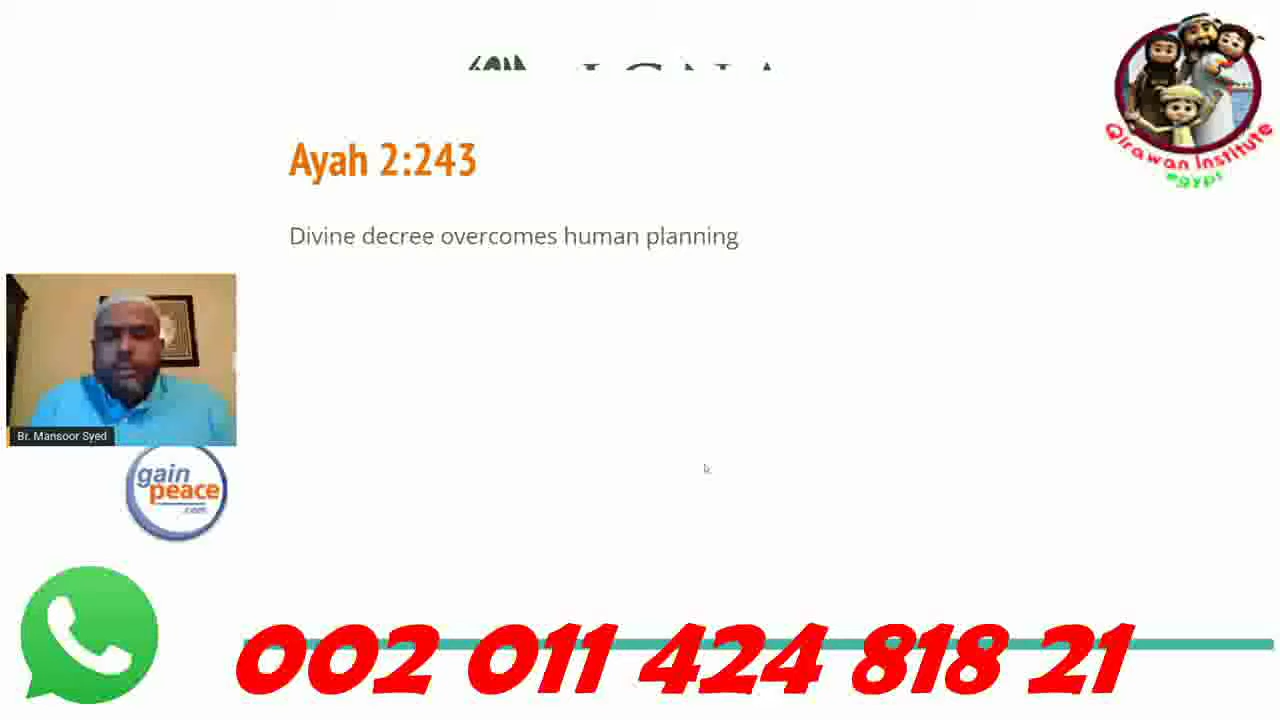 ICNA
Qirawan Institute
egypt
Ayah 2:243
Divine decree overcomes human planning
Br. Mansoor Syed
gain
peace
.com
002 011 424 818 21